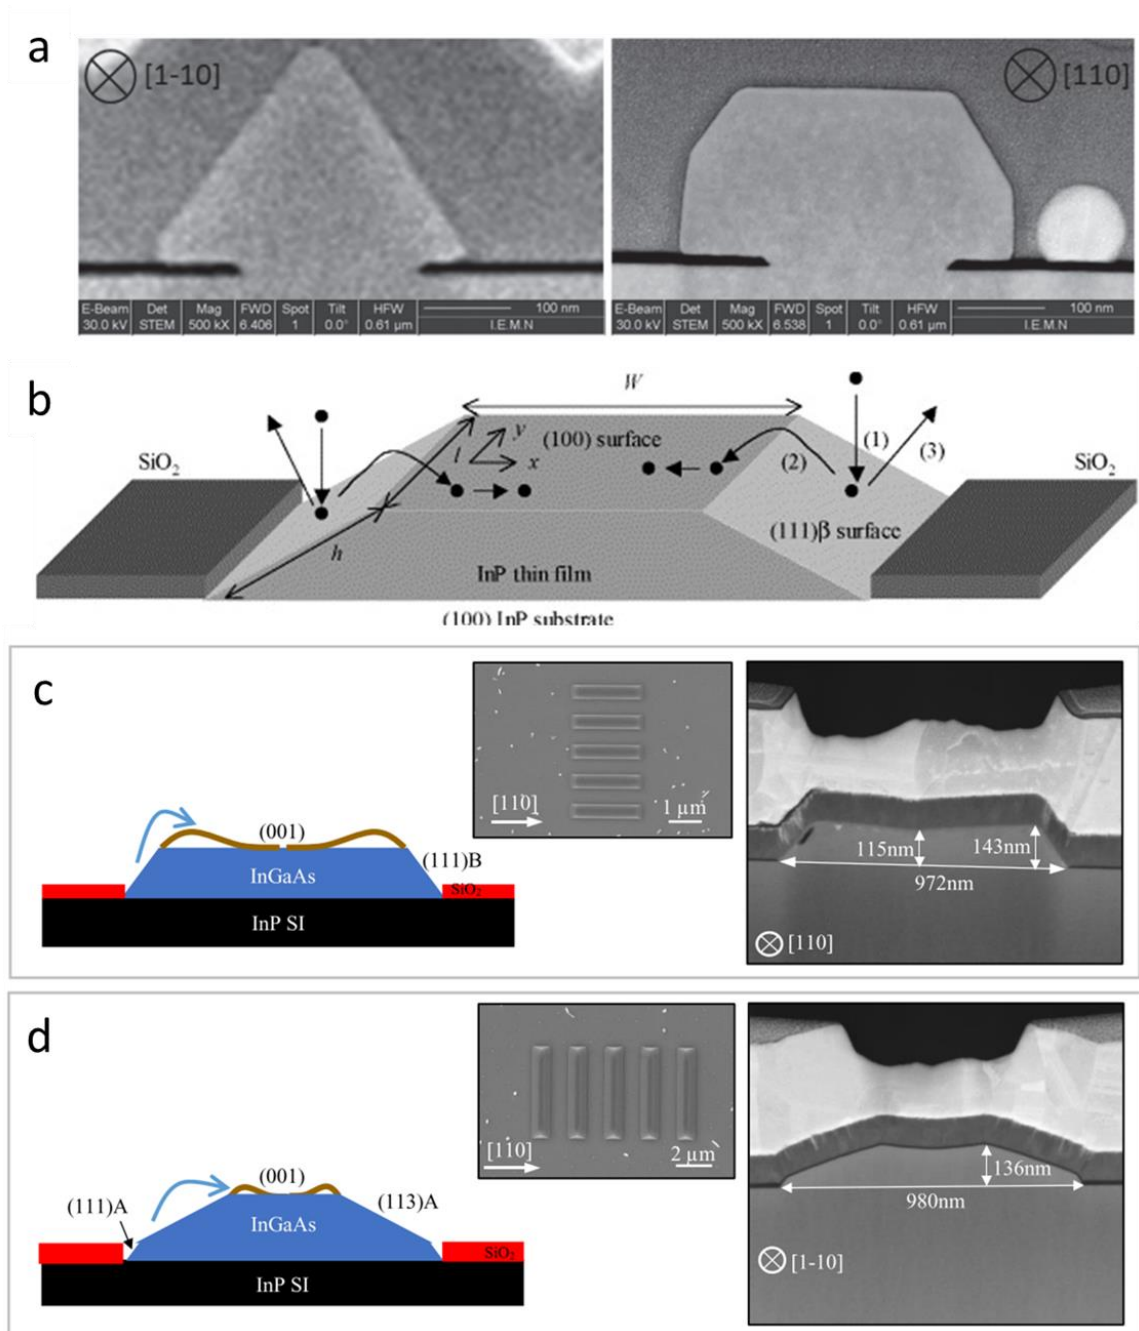 a
[1-10]
[110]
E-Beam Det Mag FWD Spot Tilt HFW 100 nm
30.0 kV STEM 500 kX 6.406 1 0.0° 0.61 µm I.E.M.N
E-Beam Det Mag FWD Spot Tilt HFW 100 nm
30.0 kV STEM 500 kX 6.538 1 0.0° 0.61 µm I.E.M.N
b
W
(100) surface
y
l
x
(1)
(2)
(3)
SiO2
SiO2
h
(111)β surface
InP thin film
(100) InP substrate
c
(001)
(111)B
InGaAs
SiO2
InP SI
[110]
1 µm
115nm
143nm
972nm
[110]
d
(001)
(111)A
(113)A
InGaAs
SiO2
InP SI
[110]
2 µm
136nm
980nm
[1-10]